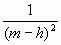 1
(m − h)²